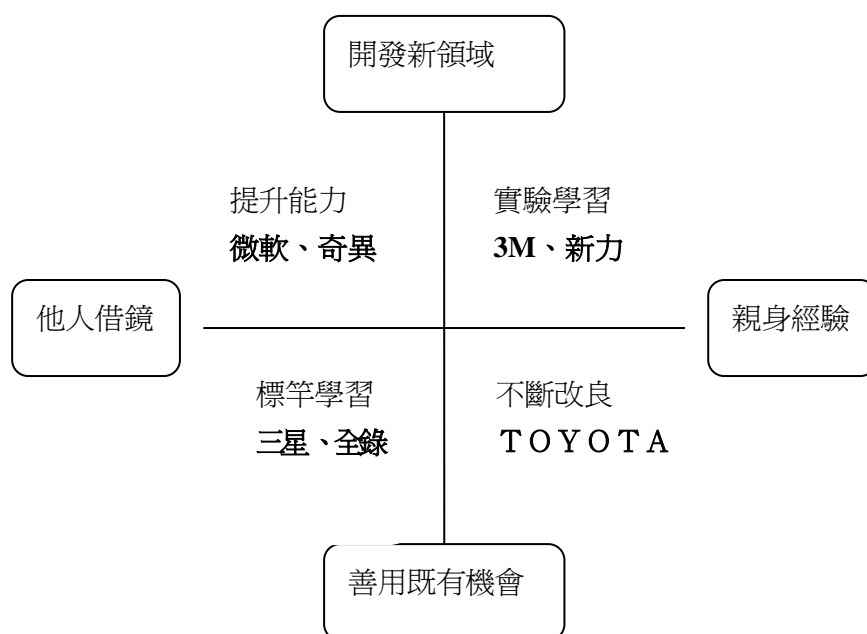 開發新領域
提升能力
微軟、奇異
實驗學習
3M、新力
他人借鏡
親身經驗
標竿學習
三星、全錄
不斷改良
ＴＯＹＯＴＡ
善用既有機會